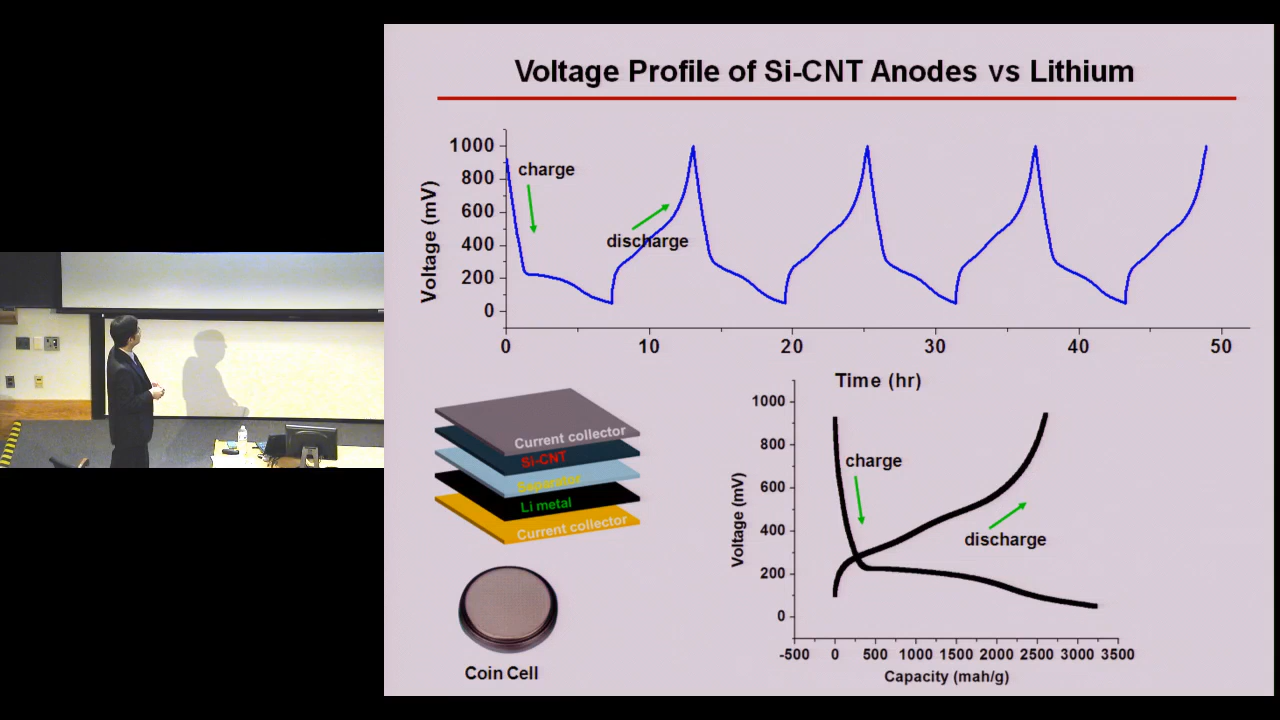 Voltage Profile of Si-CNT Anodes vs Lithium
1000
800
600
400
200
0
Voltage (mV)
charge
discharge
0 10 20 30 40 50
Time (hr)
Current collector
Si-CNT
Separator
Li metal
Current collector
Coin Cell
1000
800
600
400
200
0
Voltage (mV)
charge
discharge
-500 0 500 1000 1500 2000 2500 3000 3500
Capacity (mah/g)